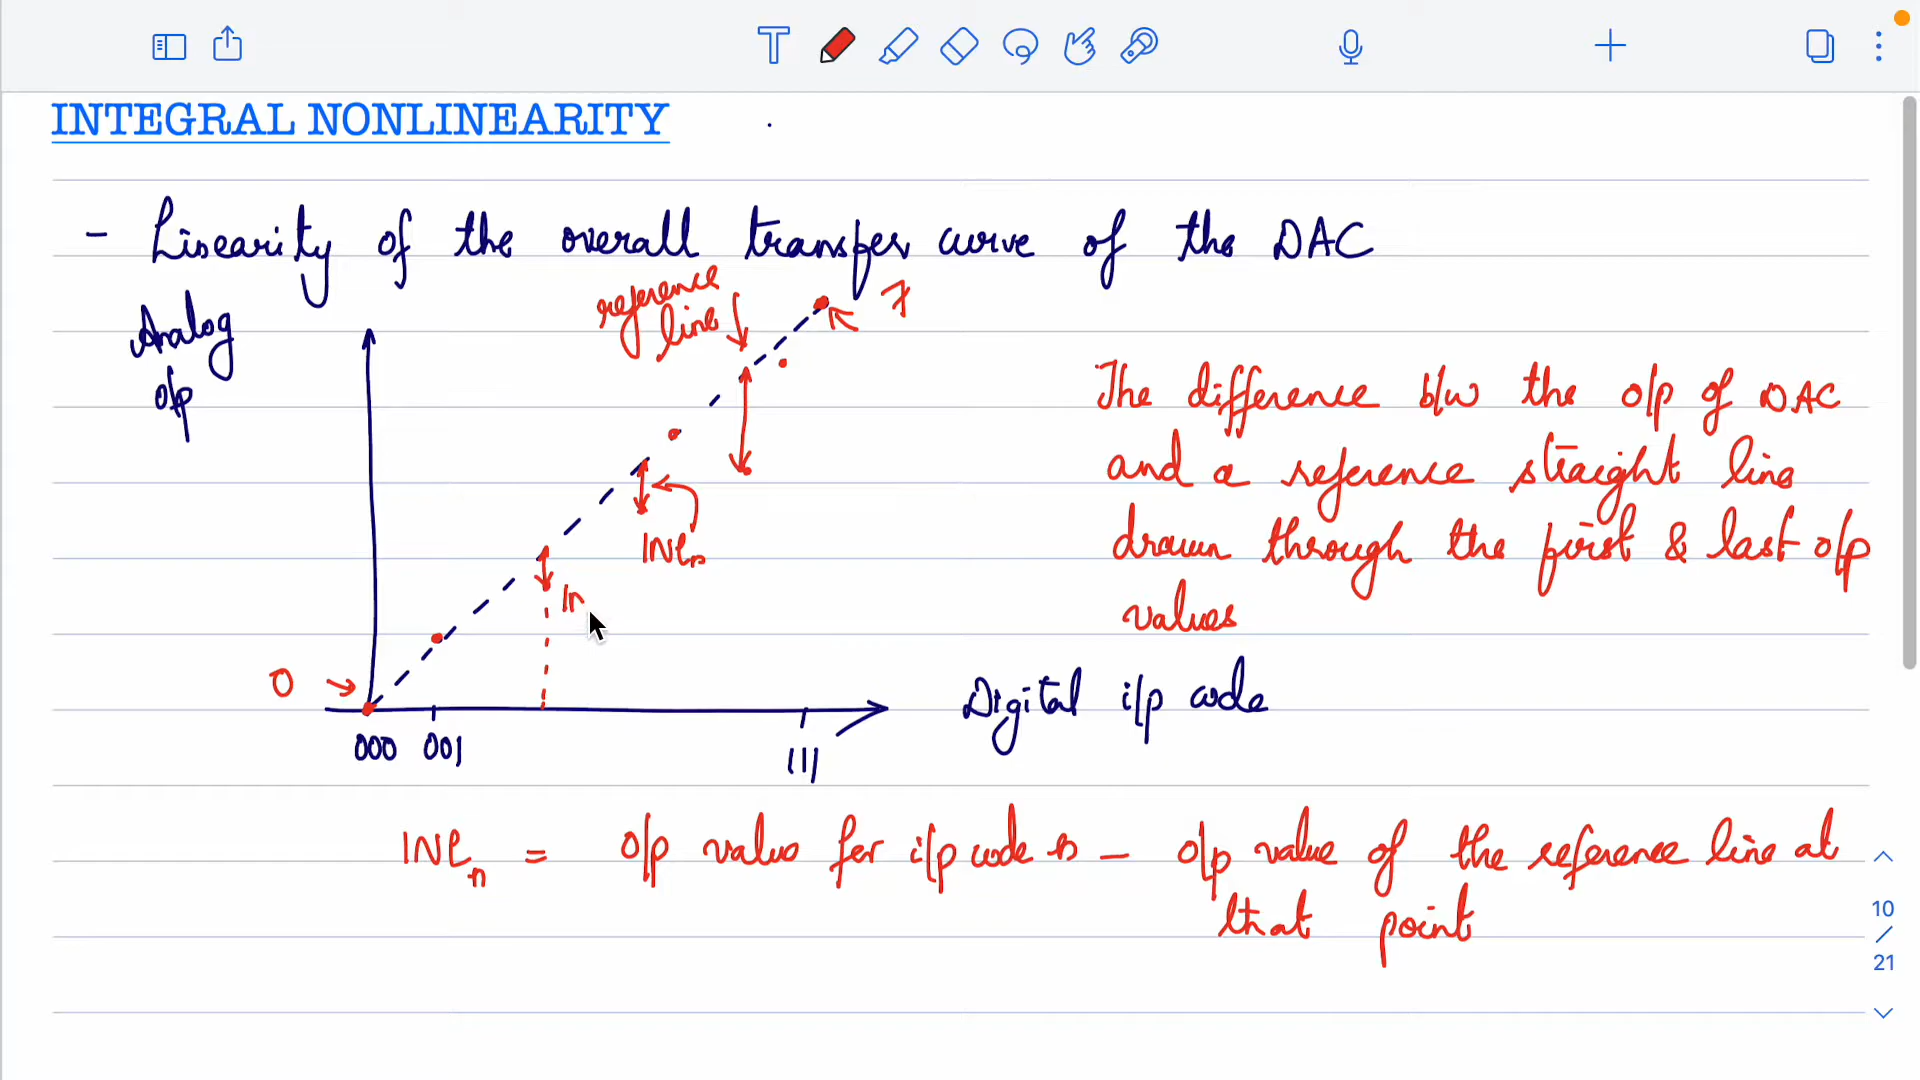 INTEGRAL NONLINEARITY
- Linearity of the overall transfer curve of the DAC
Analog
o/p
reference
line
7
The difference b/w the o/p of DAC
and a reference straight line
drawn through the first & last o/p
values
INLn
In
0
Digital i/p code
000 001 111
INLn = o/p value for i/p code n - o/p value of the reference line at
that point
10
/
21